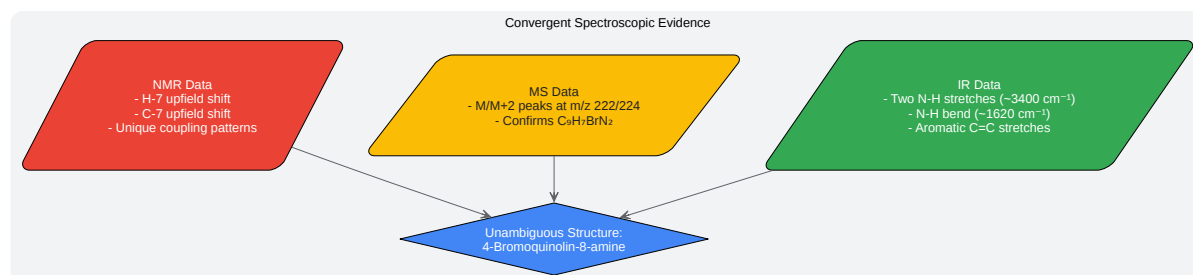 Convergent Spectroscopic Evidence
NMR Data
- H-7 upfield shift
- C-7 upfield shift
- Unique coupling patterns
MS Data
- M/M+2 peaks at m/z 222/224
- Confirms C₉H₇BrN₂
IR Data
- Two N-H stretches (~3400 cm⁻¹)
- N-H bend (~1620 cm⁻¹)
- Aromatic C=C stretches
Unambiguous Structure:
4-Bromoquinolin-8-amine